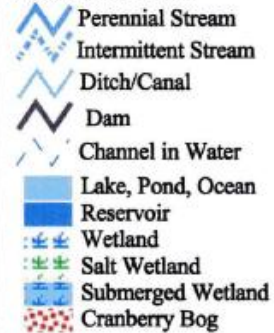 Perennial Stream
Intermittent Stream
Ditch/Canal
Dam
Channel in Water
Lake, Pond, Ocean
Reservoir
Wetland
Salt Wetland
Submerged Wetland
Cranberry Bog